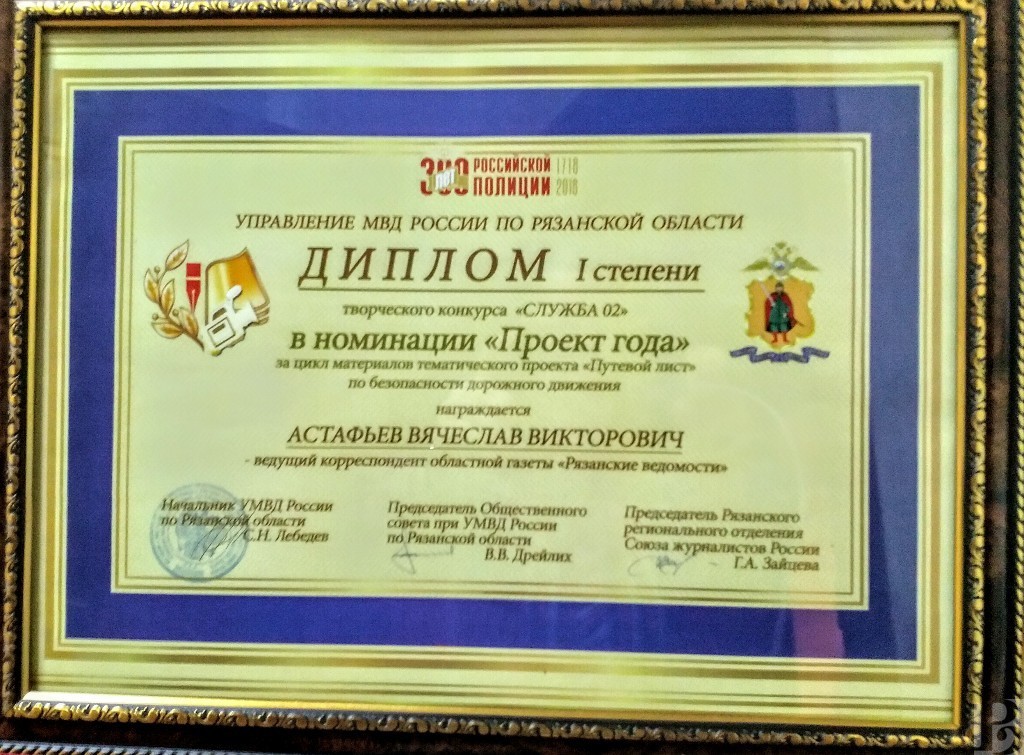 300 ЛЕТ РОССИЙСКОЙ 1718
ПОЛИЦИИ 2018
УПРАВЛЕНИЕ МВД РОССИИ ПО РЯЗАНСКОЙ ОБЛАСТИ
ДИПЛОМ I степени
творческого конкурса «СЛУЖБА 02»
в номинации «Проект года»
за цикл материалов тематического проекта «Путевой лист»
по безопасности дорожного движения
награждается
АСТАФЬЕВ ВЯЧЕСЛАВ ВИКТОРОВИЧ
- ведущий корреспондент областной газеты «Рязанские ведомости»
Начальник УМВД России
по Рязанской области
С.Н. Лебедев
Председатель Общественного
совета при УМВД России
по Рязанской области
В.В. Дрейлих
Председатель Рязанского
регионального отделения
Союза журналистов России
Г.А. Зайцева